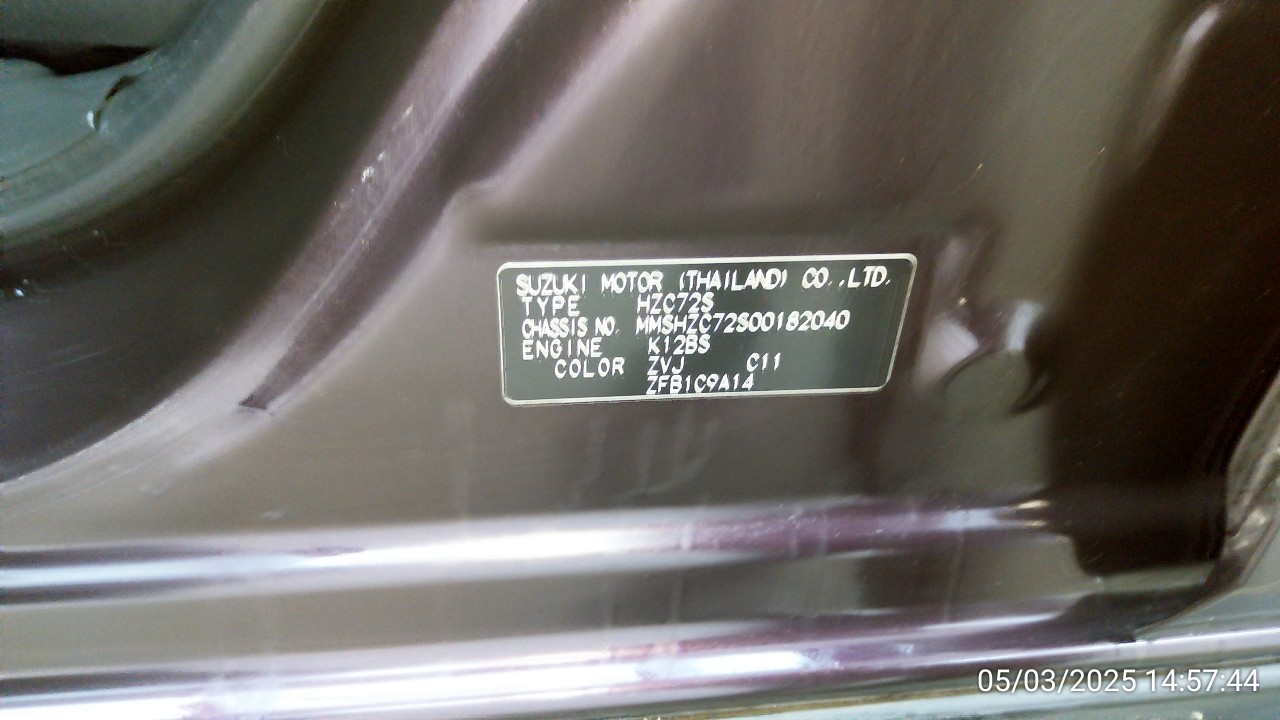 SUZUKI MOTOR (THAILAND) CO.,LTD.
TYPE HZC72S
CHASSIS NO. MMSHZC72S00182040
ENGINE K12BS
COLOR ZVJ C11
ZFB1C9A14
05/03/2025 14:57:44